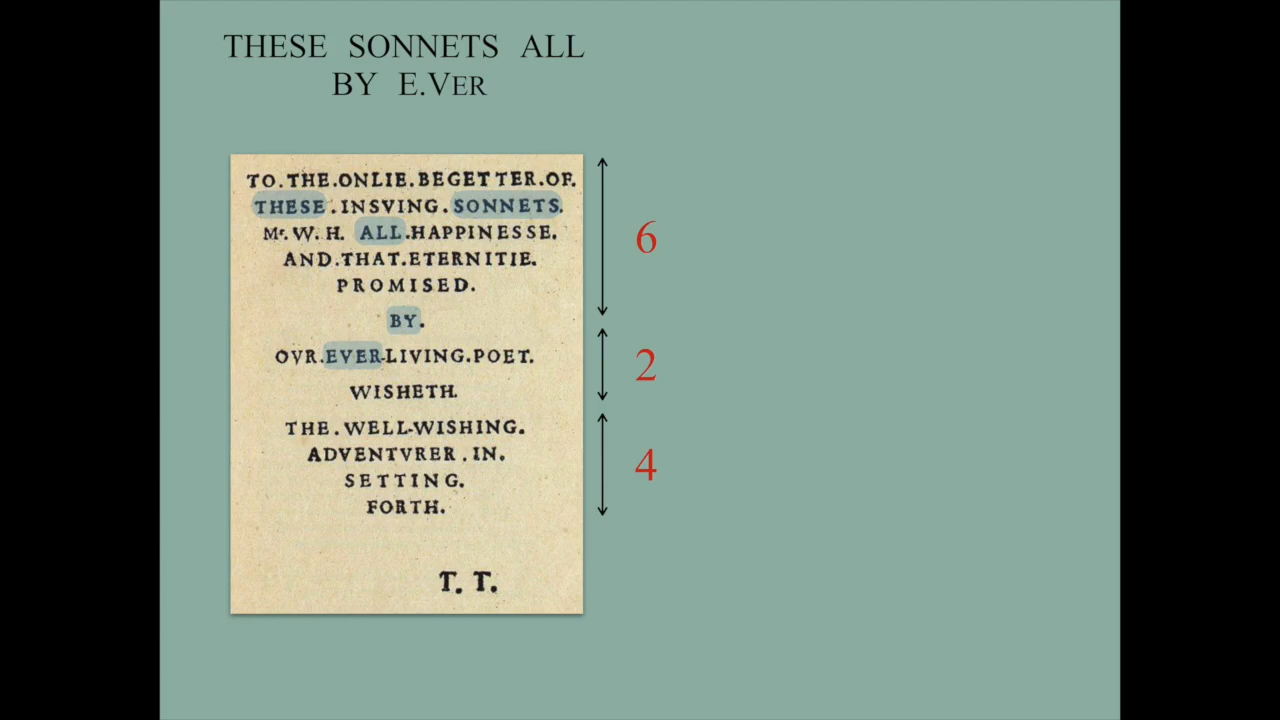 THESE SONNETS ALL
BY E.VER
TO.THE.ONLIE.BEGETTER.OF.
THESE.INSVING.SONNETS.
Mr.W.H. ALL.HAPPINESSE.
AND.THAT.ETERNITIE.
PROMISED.
BY.
OVR.EVER-LIVING.POET.
WISHETH.
THE.WELL-WISHING.
ADVENTVRER.IN.
SETTING.
FORTH.
T. T.
6
2
4